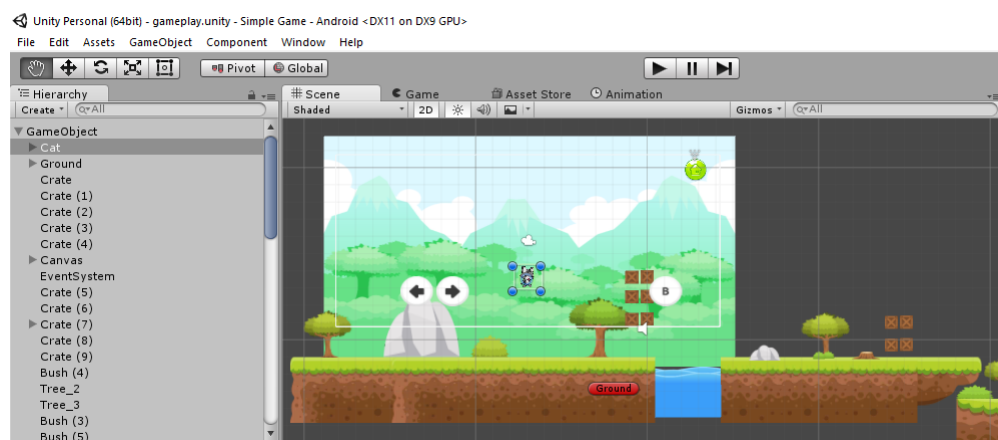 Unity Personal (64bit) - gameplay.unity - Simple Game - Android <DX11 on DX9 GPU>
File Edit Assets GameObject Component Window Help
Pivot Global
Hierarchy
Create All
GameObject
Cat
Ground
Crate
Crate (1)
Crate (2)
Crate (3)
Crate (4)
Canvas
EventSystem
Crate (5)
Crate (6)
Crate (7)
Crate (8)
Crate (9)
Bush (4)
Tree_2
Tree_3
Bush (3)
Bush (5)
Scene Game Asset Store Animation
Shaded 2D Gizmos All
B
Ground